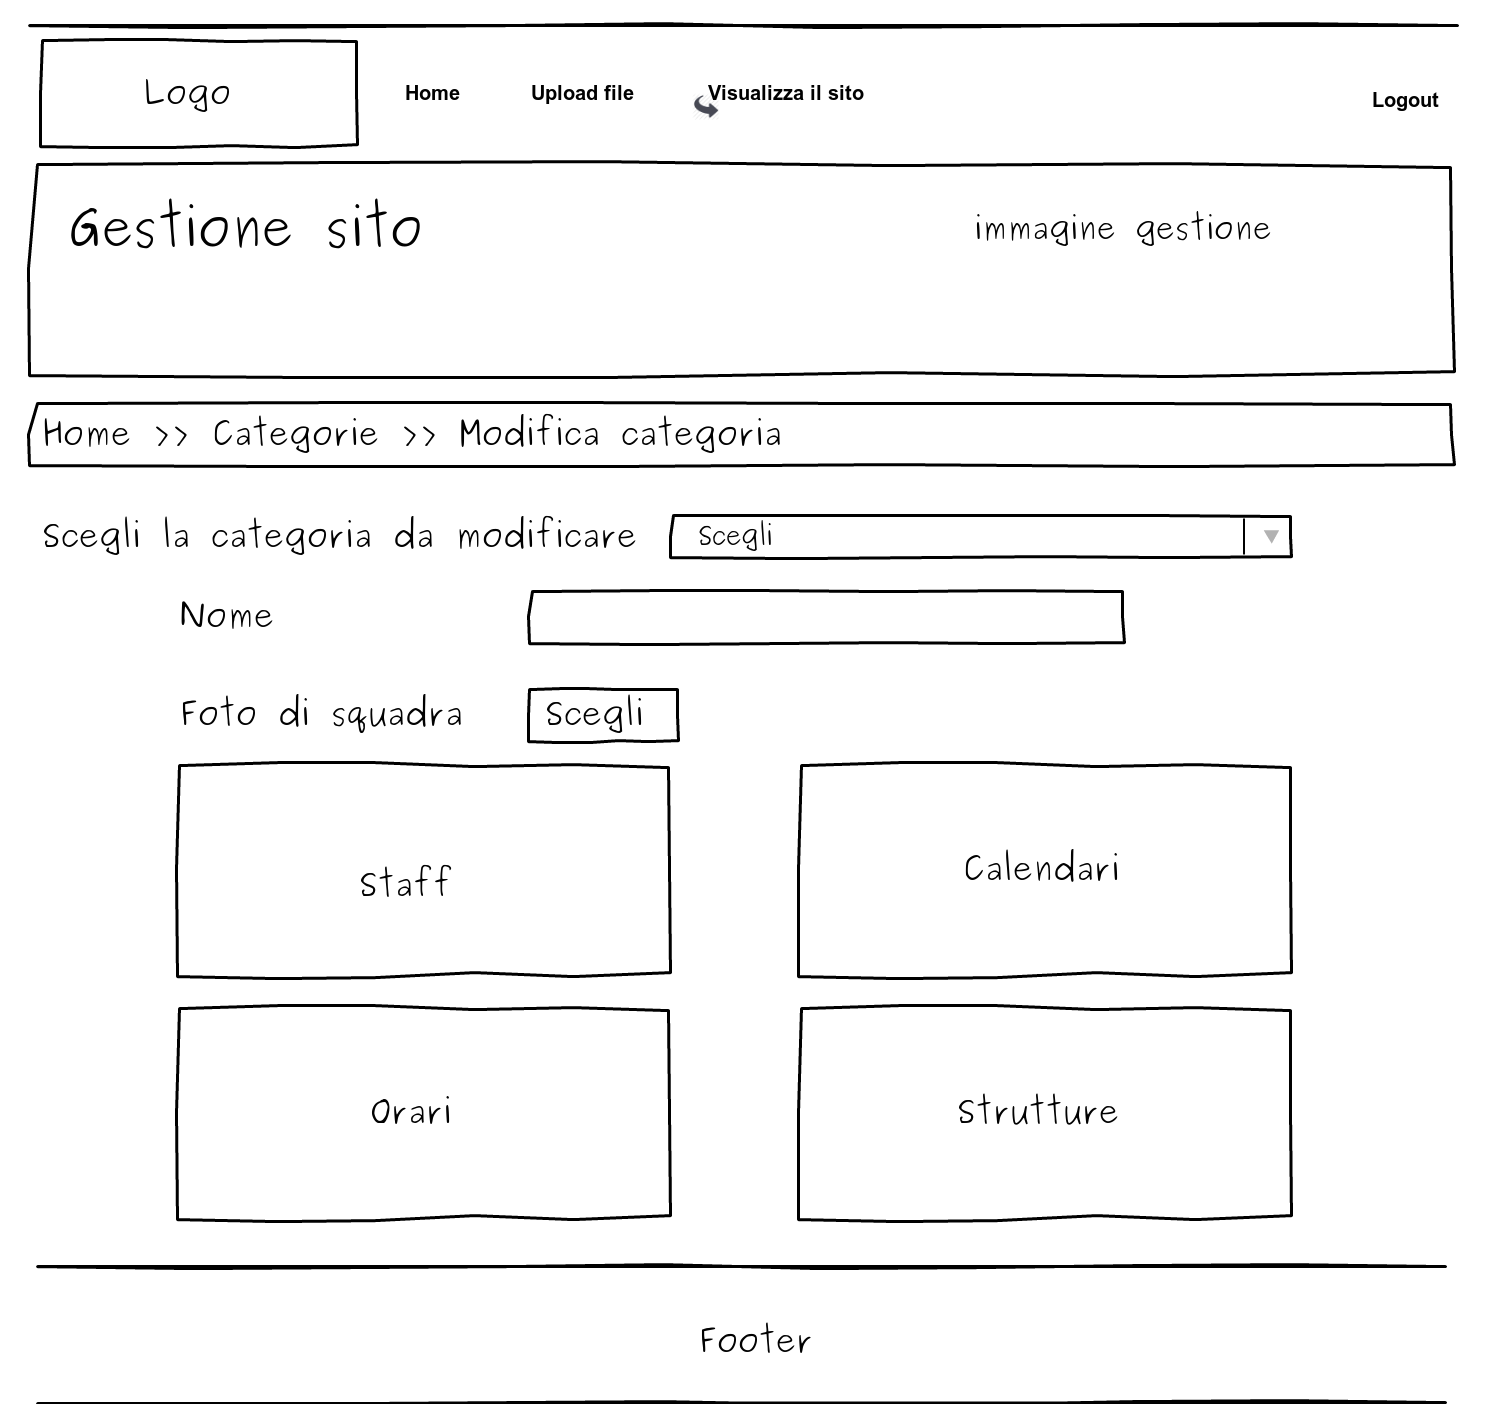 Logo
Home Upload file Visualizza il sito Logout
Gestione sito immagine gestione
Home >> Categorie >> Modifica categoria
Scegli la categoria da modificare Scegli
Nome
Foto di squadra Scegli
Staff Calendari
Orari Strutture
Footer